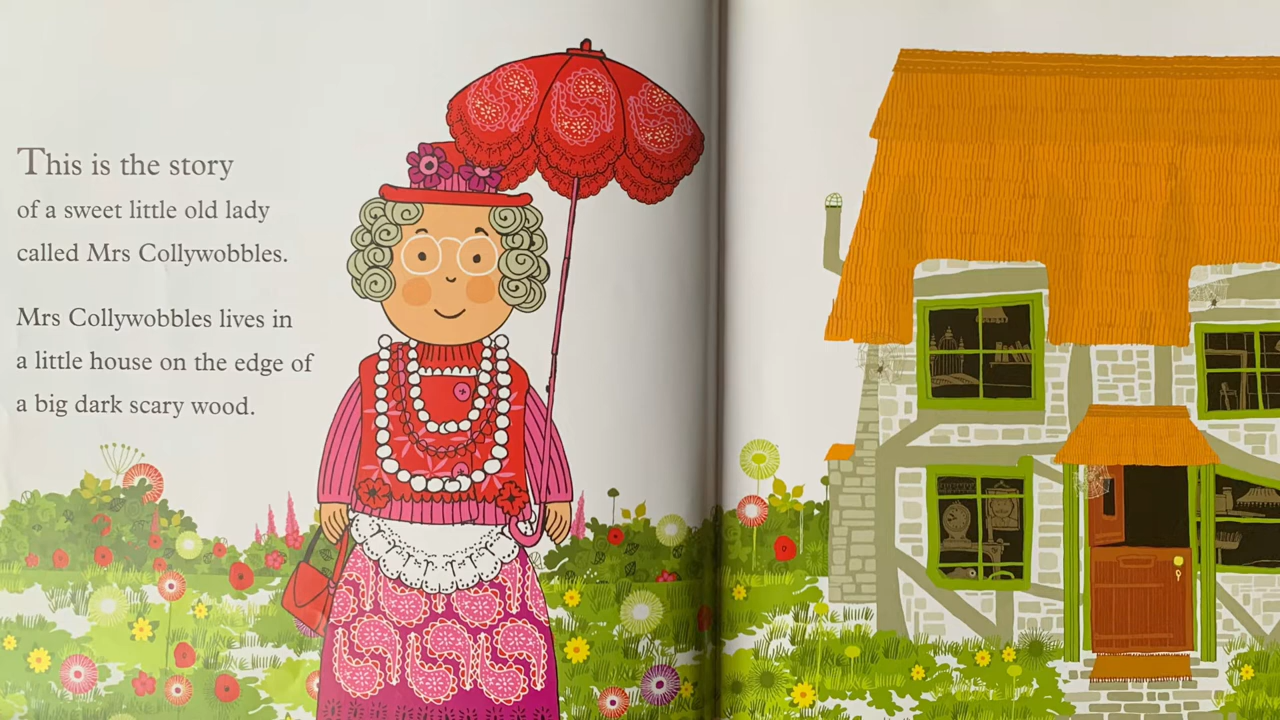 This is the story
of a sweet little old lady
called Mrs Collywobbles.
Mrs Collywobbles lives in
a little house on the edge of
a big dark scary wood.